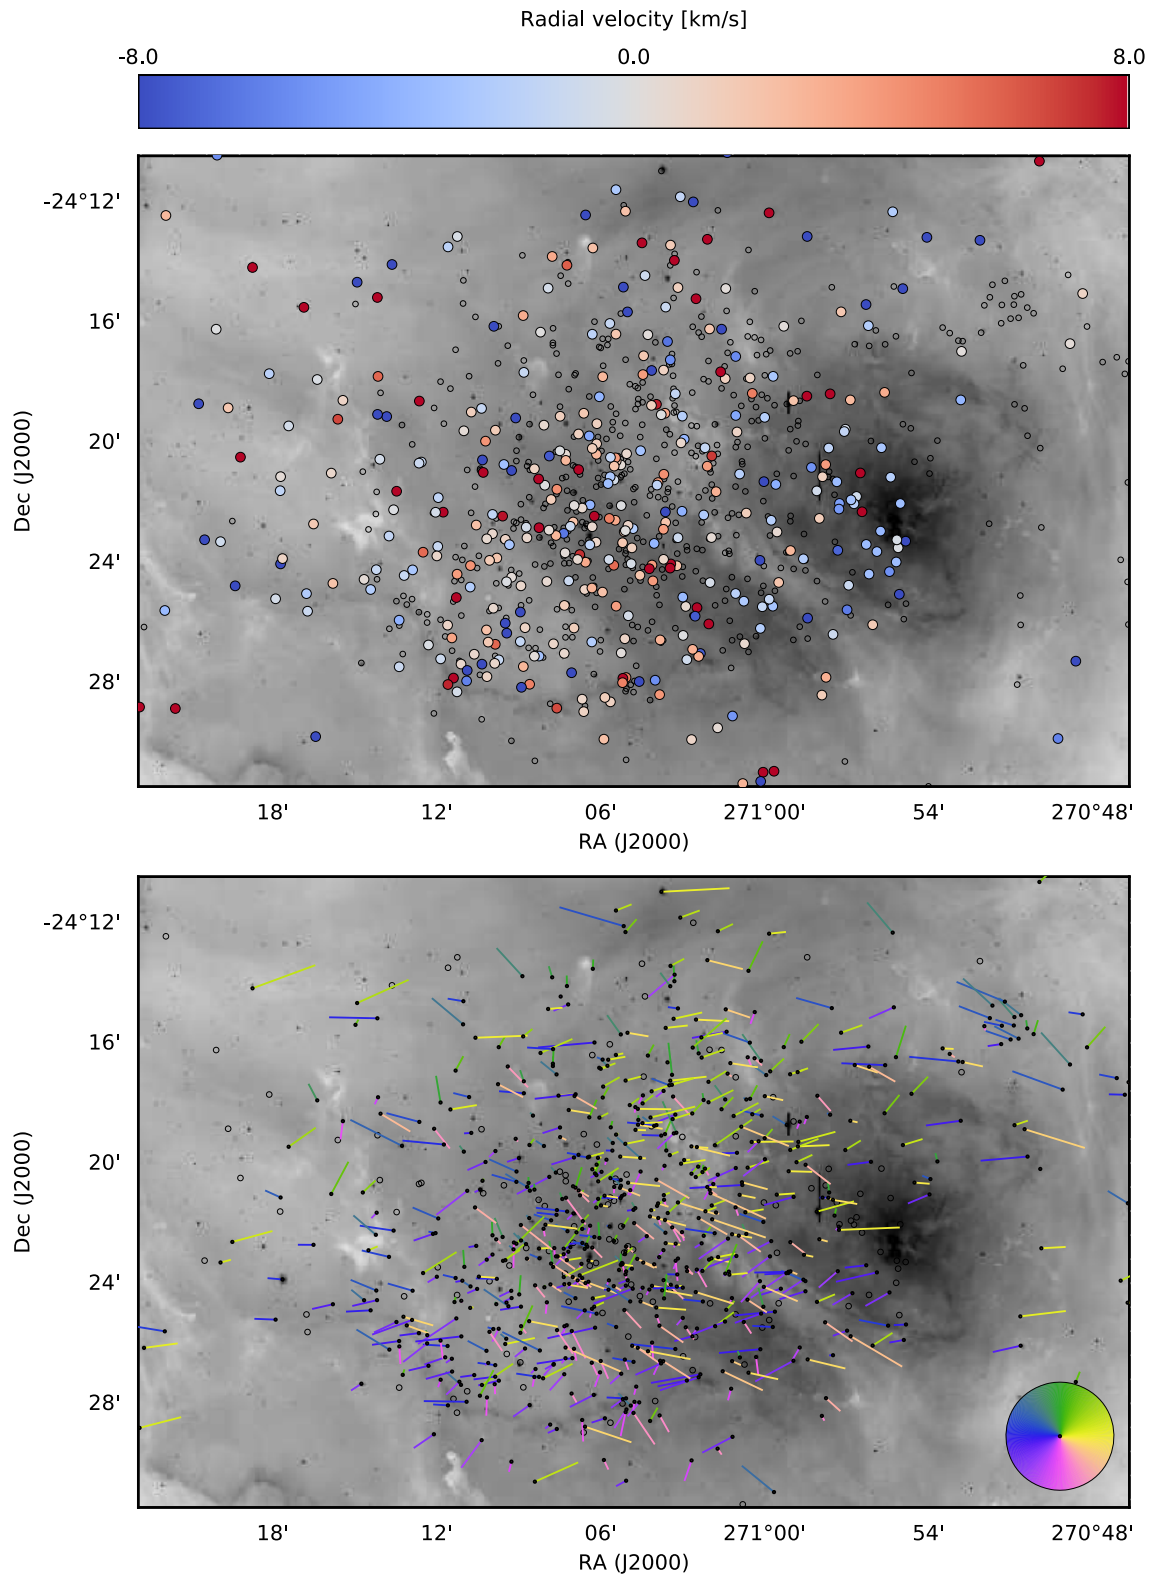 Radial velocity [km/s]
-8.0 0.0 8.0
-24°12'
16'
20'
24'
28'
Dec (J2000)
18' 12' 06' 271°00' 54' 270°48'
RA (J2000)
-24°12'
16'
20'
24'
28'
Dec (J2000)
18' 12' 06' 271°00' 54' 270°48'
RA (J2000)